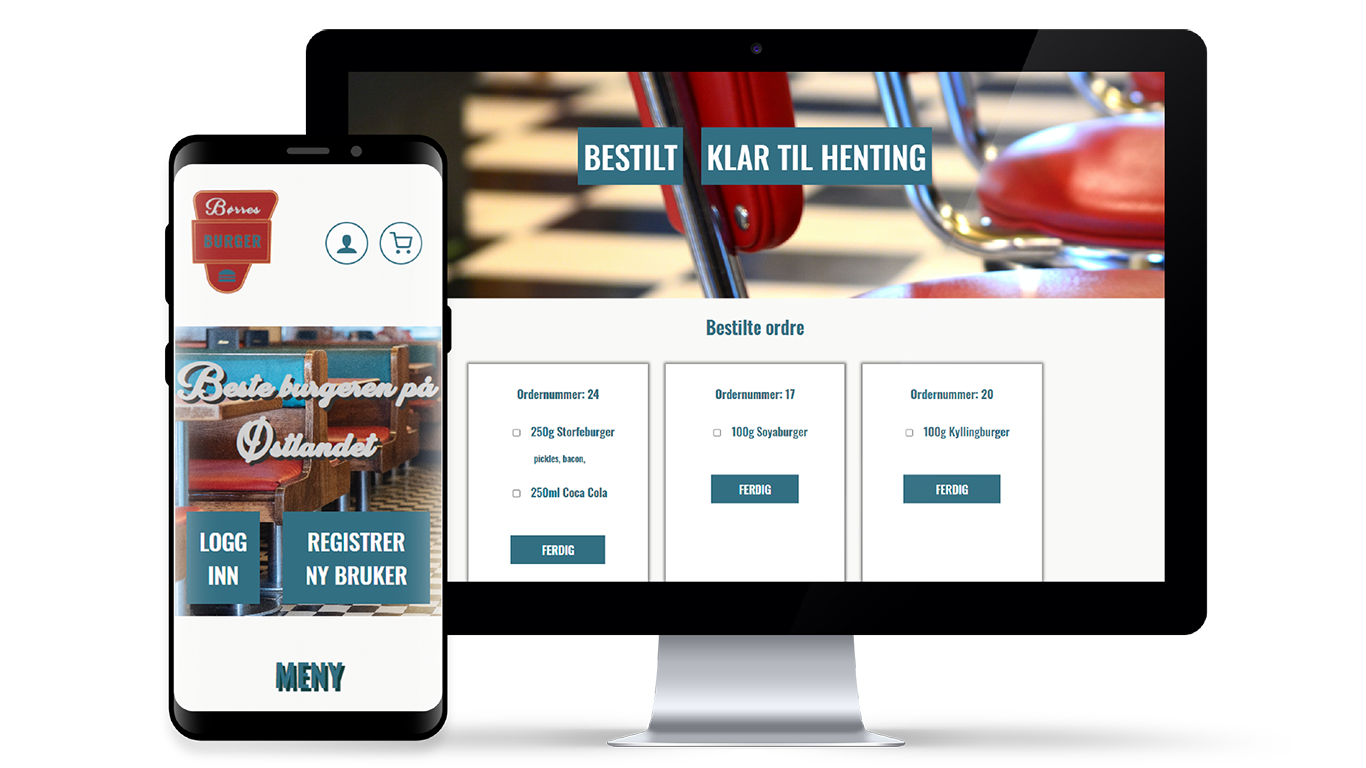 Børres
BURGER
Beste burgeren på
Østlandet
LOGG
INN
REGISTRER
NY BRUKER
MENY
BESTILT
KLAR TIL HENTING
Bestilte ordre
Ordernummer: 24
250g Storfeburger
pickles, bacon,
250ml Coca Cola
FERDIG
Ordernummer: 17
100g Soyaburger
FERDIG
Ordernummer: 20
100g Kyllingburger
FERDIG